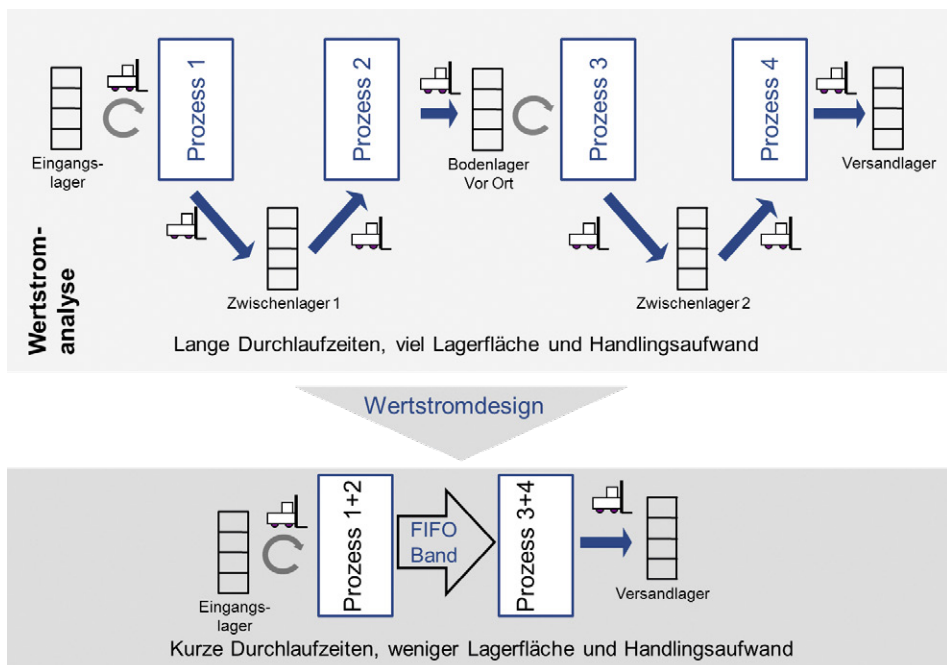 Prozess 1
Prozess 2
Prozess 3
Prozess 4
Eingangs-
lager
Bodenlager
Vor Ort
Versandlager
Zwischenlager 1
Zwischenlager 2
Wertstrom-
analyse
Lange Durchlaufzeiten, viel Lagerfläche und Handlingsaufwand
Wertstromdesign
Prozess 1+2
FIFO
Band
Prozess 3+4
Eingangs-
lager
Versandlager
Kurze Durchlaufzeiten, weniger Lagerfläche und Handlingsaufwand